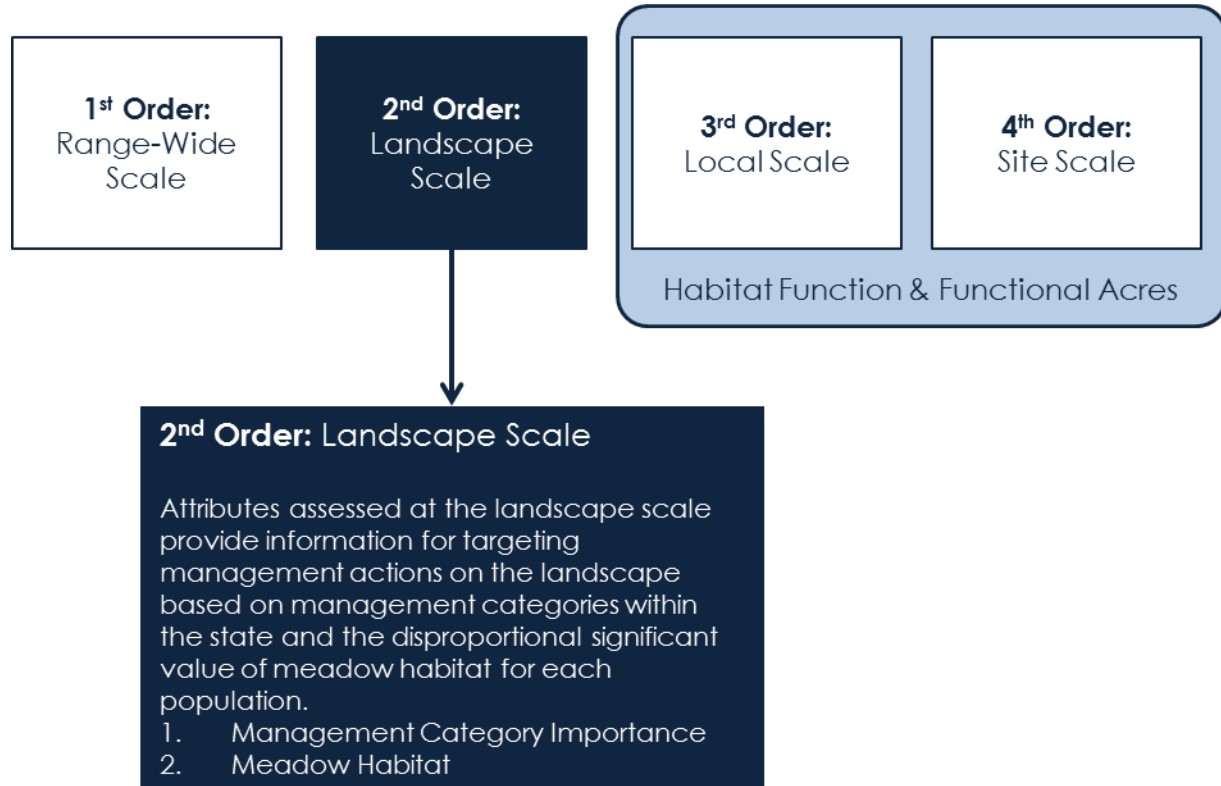 1st Order:
Range-Wide
Scale
2nd Order:
Landscape
Scale
3rd Order:
Local Scale
4th Order:
Site Scale
Habitat Function & Functional Acres
2nd Order: Landscape Scale
Attributes assessed at the landscape scale
provide information for targeting
management actions on the landscape
based on management categories within
the state and the disproportional significant
value of meadow habitat for each
population.
1. Management Category Importance
2. Meadow Habitat